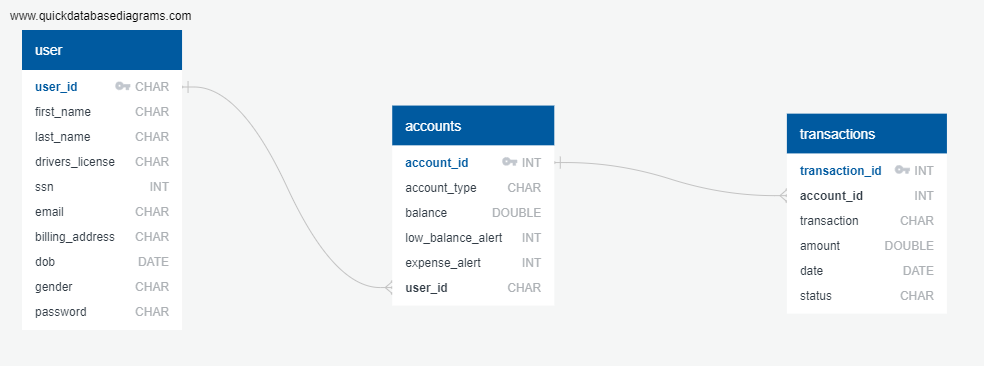 www.quickdatabasediagrams.com
user
user_id CHAR
first_name CHAR
last_name CHAR
drivers_license CHAR
ssn INT
email CHAR
billing_address CHAR
dob DATE
gender CHAR
password CHAR
accounts
account_id INT
account_type CHAR
balance DOUBLE
low_balance_alert INT
expense_alert INT
user_id CHAR
transactions
transaction_id INT
account_id INT
transaction CHAR
amount DOUBLE
date DATE
status CHAR